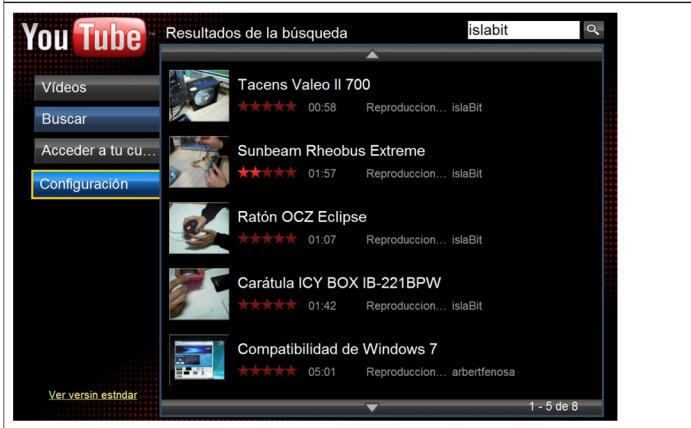 You Tube
Resultados de la búsqueda
islabit
Vídeos
Buscar
Acceder a tu cu...
Configuración
Tacens Valeo II 700
00:58 Reproduccion... islaBit
Sunbeam Rheobus Extreme
01:57 Reproduccion... islaBit
Ratón OCZ Eclipse
01:07 Reproduccion... islaBit
Carátula ICY BOX IB-221BPW
01:42 Reproduccion... islaBit
Compatibilidad de Windows 7
05:01 Reproduccion... arbertfenosa
Ver versin estndar
1 - 5 de 8